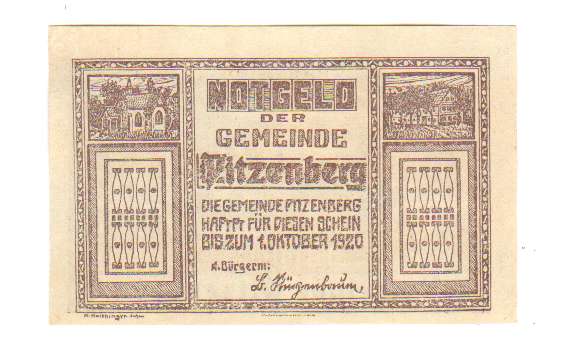 NOTGELD
DER
GEMEINDE
Pitzenberg
DIE GEMEINDE PITZENBERG
HAFTET FÜR DIESEN SCHEIN
BIS ZUM 1. OKTOBER 1920
d. Bürgerm: